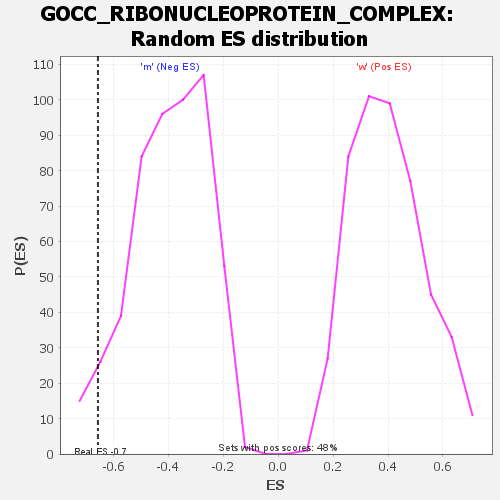 GOCC_RIBONUCLEOPROTEIN_COMPLEX:
Random ES distribution
'm' (Neg ES)
'w' (Pos ES)
110
100
90
80
70
60
50
40
30
20
10
0
P(ES)
Real ES -0.7
Sets with pos scores: 48%
-0.6
-0.4
-0.2
0.0
0.2
0.4
0.6
ES